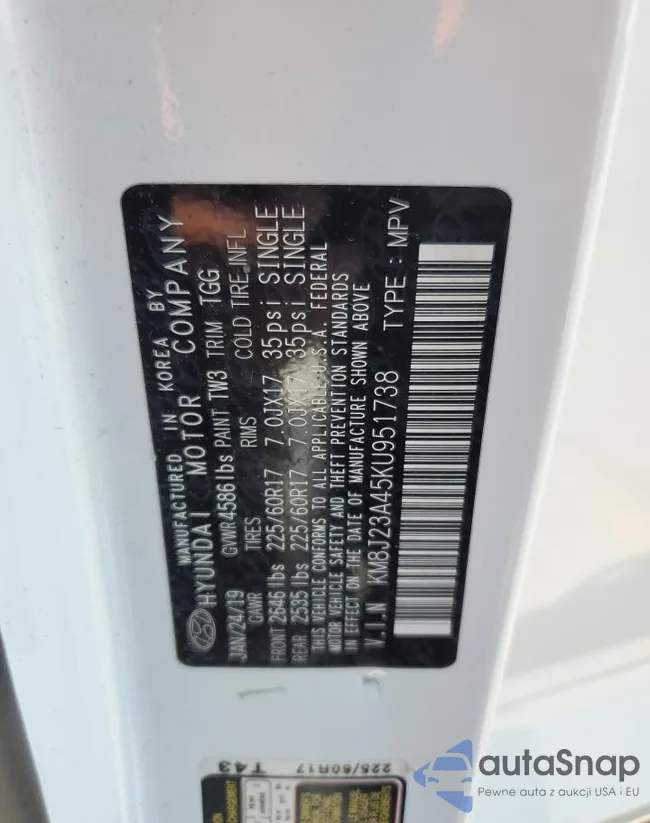 MANUFACTURED IN KOREA BY
HYUNDAI MOTOR COMPANY
JAN/24/19 GVWR 4586 lbs PAINT TW3 TRIM TGG
GAWR TIRES RIMS COLD TIRE INFL
FRONT 2646 lbs 225/60R17 7.0JX17 35psi SINGLE
REAR 2535 lbs 225/60R17 7.0JX17 35psi SINGLE
THIS VEHICLE CONFORMS TO ALL APPLICABLE U.S.A. FEDERAL
MOTOR VEHICLE SAFETY AND THEFT PREVENTION STANDARDS
IN EFFECT ON THE DATE OF MANUFACTURE SHOWN ABOVE
V.I.N KM8J23A45KU951738 TYPE : MPV
225/60R17
T43
autoSnap
Pewne auta z aukcji USA i EU